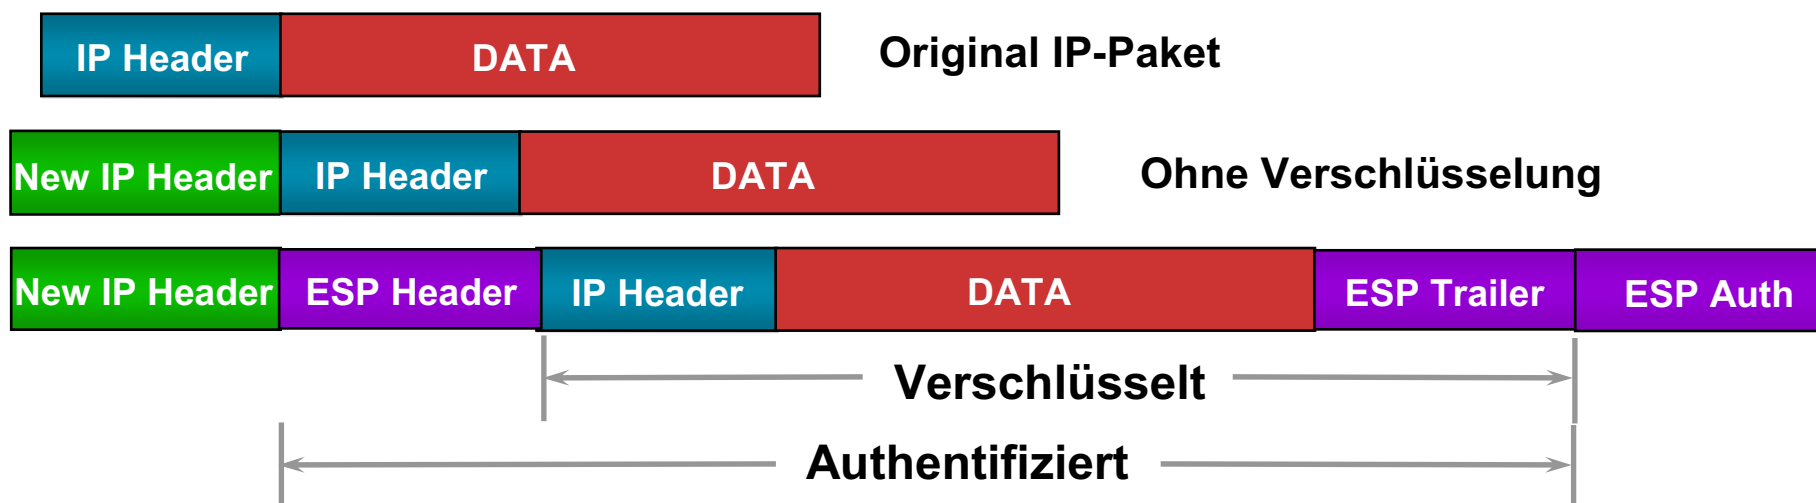 IP Header DATA Original IP-Paket
New IP Header IP Header DATA Ohne Verschlüsselung
New IP Header ESP Header IP Header DATA ESP Trailer ESP Auth
Verschlüsselt
Authentifiziert